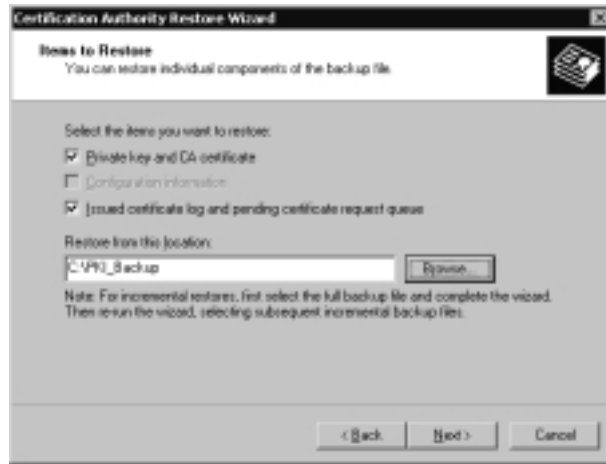 Certification Authority Restore Wizard
Items to Restore
You can restore individual components of the backup file.
Select the items you want to restore:
Private key and CA certificate
Configuration information
Issued certificate log and pending certificate request queue
Restore from this location:
C:\PKI_Backup
Browse...
Note: For incremental restores, first select the full backup file and complete the wizard.
Then re-run the wizard, selecting subsequent incremental backup files.
< Back
Next >
Cancel